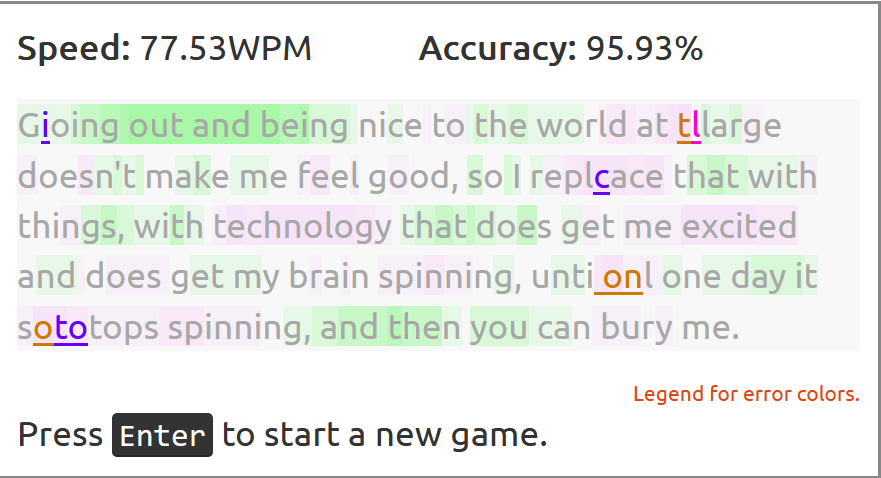 Speed: 77.53WPM Accuracy: 95.93%
Gioing out and being nice to the world at tllarge
doesn't make me feel good, so I replcace that with
things, with technology that does get me excited
and does get my brain spinning, unti onl one day it
sototops spinning, and then you can bury me.
Legend for error colors.
Press Enter to start a new game.